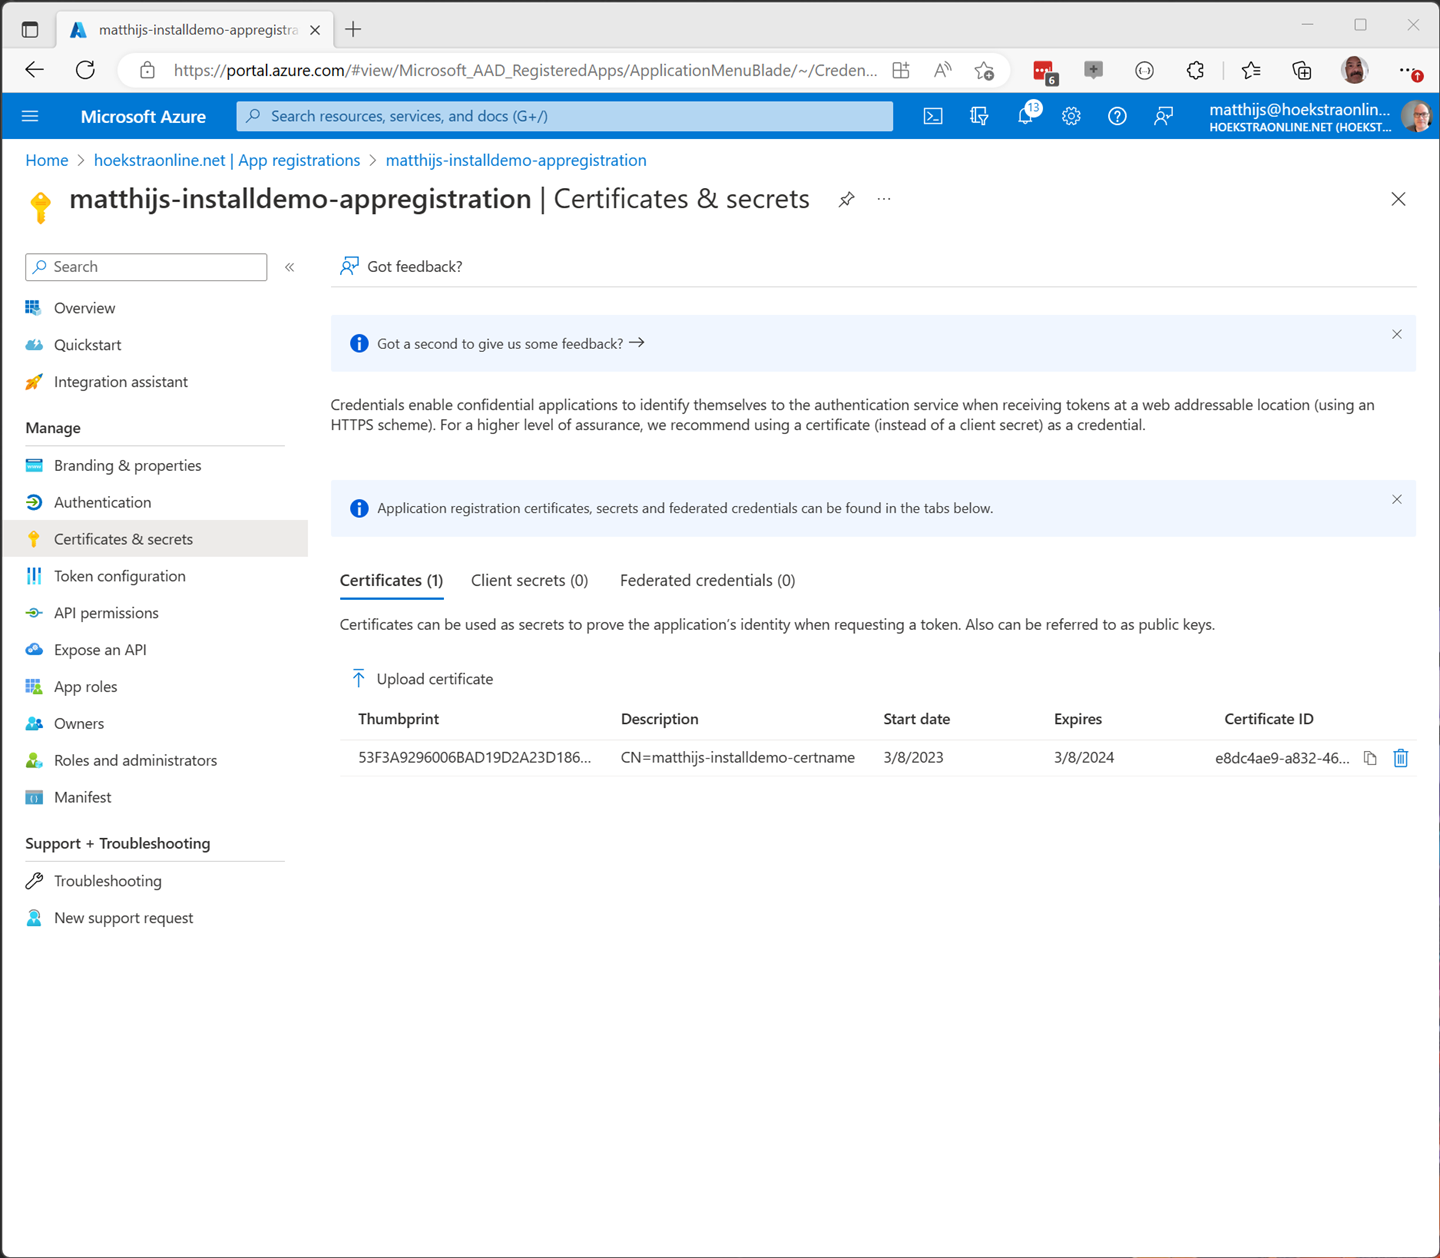 matthijs-installdemo-appregistra
https://portal.azure.com/#view/Microsoft_AAD_RegisteredApps/ApplicationMenuBlade/~/Creden...
6
Microsoft Azure
Search resources, services, and docs (G+/)
13
matthijs@hoekstraonlin...
HOEKSTRAONLINE.NET (HOEKST...
Home > hoekstraonline.net | App registrations > matthijs-installdemo-appregistration
matthijs-installdemo-appregistration | Certificates & secrets
Search
Got feedback?
Overview
Quickstart
Integration assistant
Manage
Branding & properties
Authentication
Certificates & secrets
Token configuration
API permissions
Expose an API
App roles
Owners
Roles and administrators
Manifest
Support + Troubleshooting
Troubleshooting
New support request
Got a second to give us some feedback? →
Credentials enable confidential applications to identify themselves to the authentication service when receiving tokens at a web addressable location (using an
HTTPS scheme). For a higher level of assurance, we recommend using a certificate (instead of a client secret) as a credential.
Application registration certificates, secrets and federated credentials can be found in the tabs below.
Certificates (1) Client secrets (0) Federated credentials (0)
Certificates can be used as secrets to prove the application's identity when requesting a token. Also can be referred to as public keys.
Upload certificate
Thumbprint Description Start date Expires Certificate ID
53F3A9296006BAD19D2A23D186... CN=matthijs-installdemo-certname 3/8/2023 3/8/2024 e8dc4ae9-a832-46...